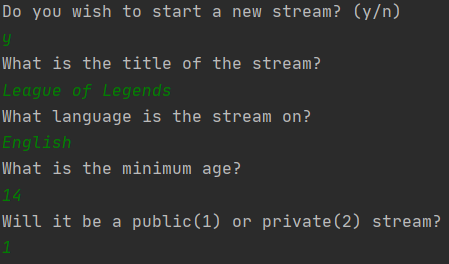 Do you wish to start a new stream? (y/n)
y
What is the title of the stream?
League of Legends
What language is the stream on?
English
What is the minimum age?
14
Will it be a public(1) or private(2) stream?
1